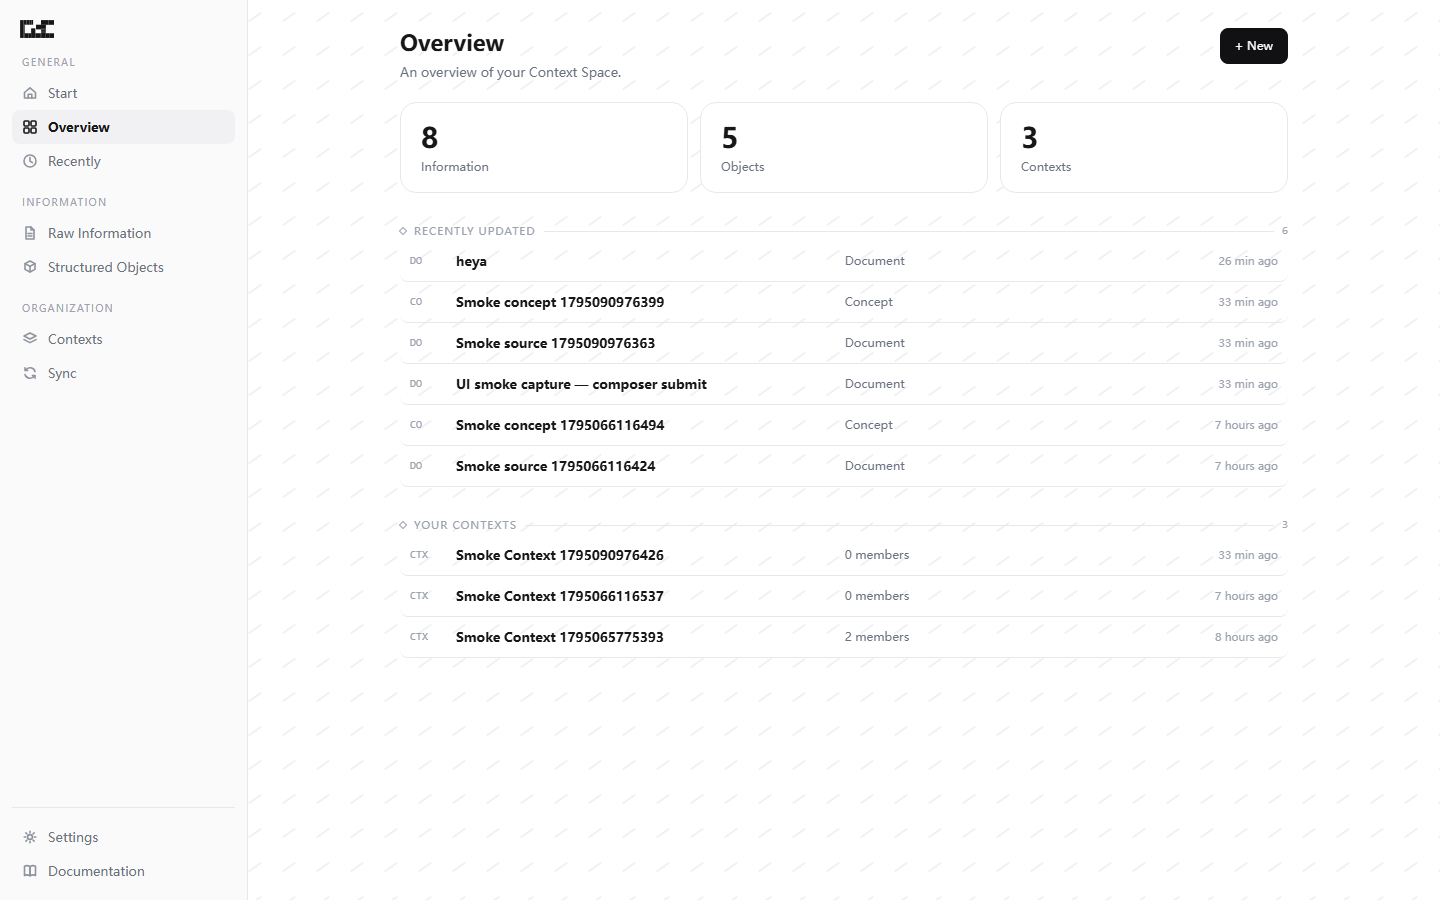 GENERAL
Start
Overview
Recently
INFORMATION
Raw Information
Structured Objects
ORGANIZATION
Contexts
Sync
Settings
Documentation
Overview
+ New
An overview of your Context Space.
8
Information
5
Objects
3
Contexts
RECENTLY UPDATED 6
DO heya Document 26 min ago
CO Smoke concept 1795090976399 Concept 33 min ago
DO Smoke source 1795090976363 Document 33 min ago
DO UI smoke capture — composer submit Document 33 min ago
CO Smoke concept 1795066116494 Concept 7 hours ago
DO Smoke source 1795066116424 Document 7 hours ago
YOUR CONTEXTS 3
CTX Smoke Context 1795090976426 0 members 33 min ago
CTX Smoke Context 1795066116537 0 members 7 hours ago
CTX Smoke Context 1795065775393 2 members 8 hours ago